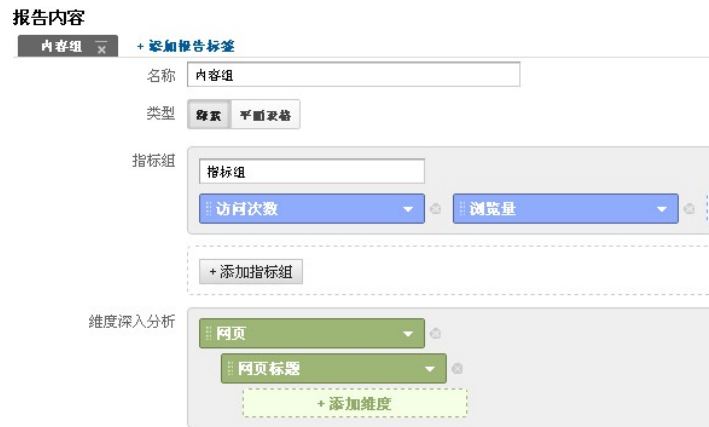 报告内容
内容组 + 添加报告标签
名称 内容组
类型 探索 平面表格
指标组 指标组
访问次数 浏览量
+ 添加指标组
维度深入分析 网页
网页标题
+ 添加维度